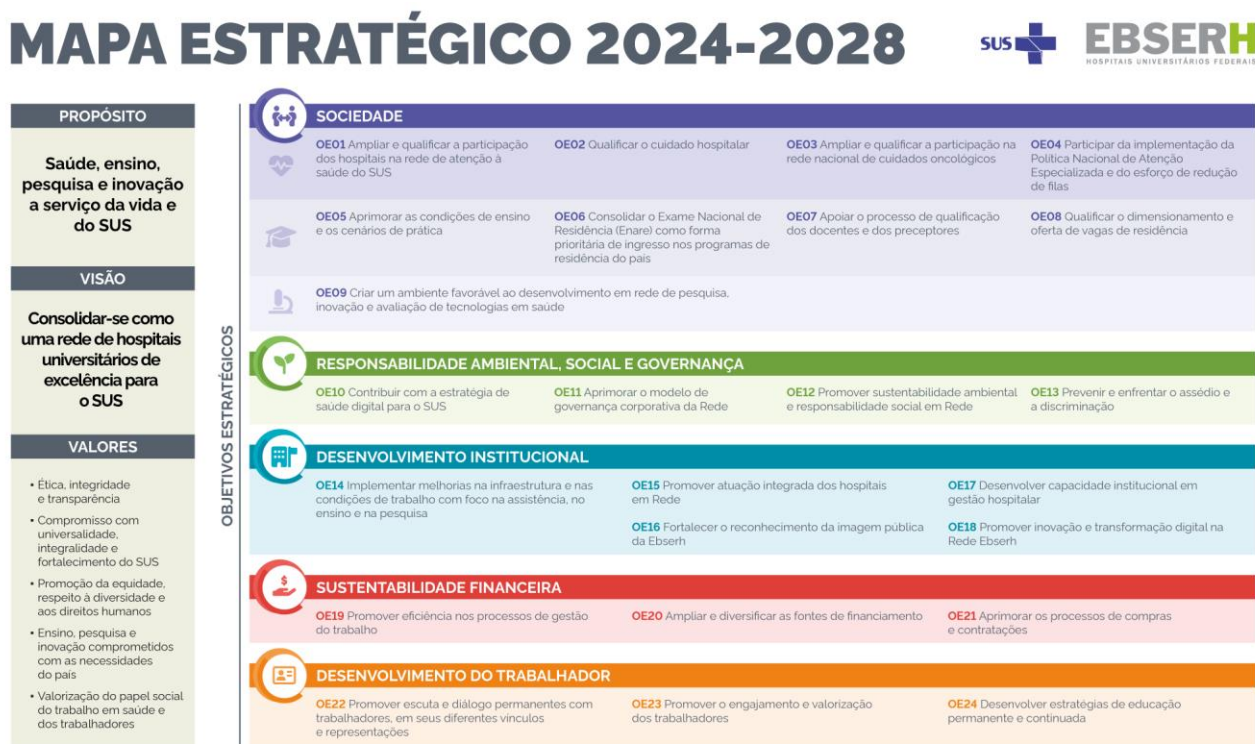 MAPA ESTRATÉGICO 2024-2028
SUS
EBSERH
HOSPITAIS UNIVERSITÁRIOS FEDERAIS
PROPÓSITO
Saúde, ensino,
pesquisa e inovação
a serviço da vida e
do SUS
VISÃO
Consolidar-se como
uma rede de hospitais
universitários de
excelência para
o SUS
VALORES
• Ética, integridade
e transparência
• Compromisso com
universalidade,
integralidade e
fortalecimento do SUS
• Promoção da equidade,
respeito à diversidade e
aos direitos humanos
• Ensino, pesquisa e
inovação comprometidos
com as necessidades
do país
• Valorização do papel social
do trabalho em saúde e
dos trabalhadores
OBJETIVOS ESTRATÉGICOS
SOCIEDADE
OE01 Ampliar e qualificar a participação
dos hospitais na rede de atenção à
saúde do SUS
OE02 Qualificar o cuidado hospitalar
OE03 Ampliar e qualificar a participação na
rede nacional de cuidados oncológicos
OE04 Participar da implementação da
Política Nacional de Atenção
Especializada e do esforço de redução
de filas
OE05 Aprimorar as condições de ensino
e os cenários de prática
OE06 Consolidar o Exame Nacional de
Residência (Enare) como forma
prioritária de ingresso nos programas de
residência do país
OE07 Apoiar o processo de qualificação
dos docentes e dos preceptores
OE08 Qualificar o dimensionamento e
oferta de vagas de residência
OE09 Criar um ambiente favorável ao desenvolvimento em rede de pesquisa,
inovação e avaliação de tecnologias em saúde
RESPONSABILIDADE AMBIENTAL, SOCIAL E GOVERNANÇA
OE10 Contribuir com a estratégia de
saúde digital para o SUS
OE11 Aprimorar o modelo de
governança corporativa da Rede
OE12 Promover sustentabilidade ambiental
e responsabilidade social em Rede
OE13 Prevenir e enfrentar o assédio e
a discriminação
DESENVOLVIMENTO INSTITUCIONAL
OE14 Implementar melhorias na infraestrutura e nas
condições de trabalho com foco na assistência, no
ensino e na pesquisa
OE15 Promover atuação integrada dos hospitais
em Rede
OE16 Fortalecer o reconhecimento da imagem pública
da Ebserh
OE17 Desenvolver capacidade institucional em
gestão hospitalar
OE18 Promover inovação e transformação digital na
Rede Ebserh
SUSTENTABILIDADE FINANCEIRA
OE19 Promover eficiência nos processos de gestão
do trabalho
OE20 Ampliar e diversificar as fontes de financiamento
OE21 Aprimorar os processos de compras
e contratações
DESENVOLVIMENTO DO TRABALHADOR
OE22 Promover escuta e diálogo permanentes com
trabalhadores, em seus diferentes vínculos
e representações
OE23 Promover o engajamento e valorização
dos trabalhadores
OE24 Desenvolver estratégias de educação
permanente e continuada